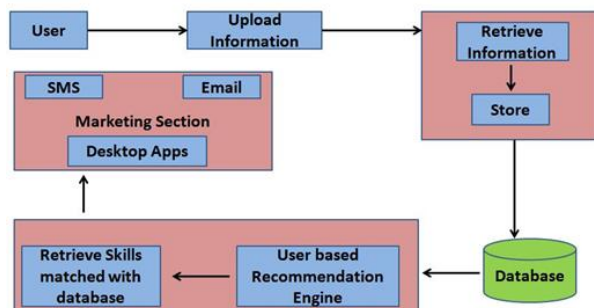 User
Upload
Information
Retrieve
Information
Store
SMS
Email
Marketing Section
Desktop Apps
Retrieve Skills
matched with
database
User based
Recommendation
Engine
Database